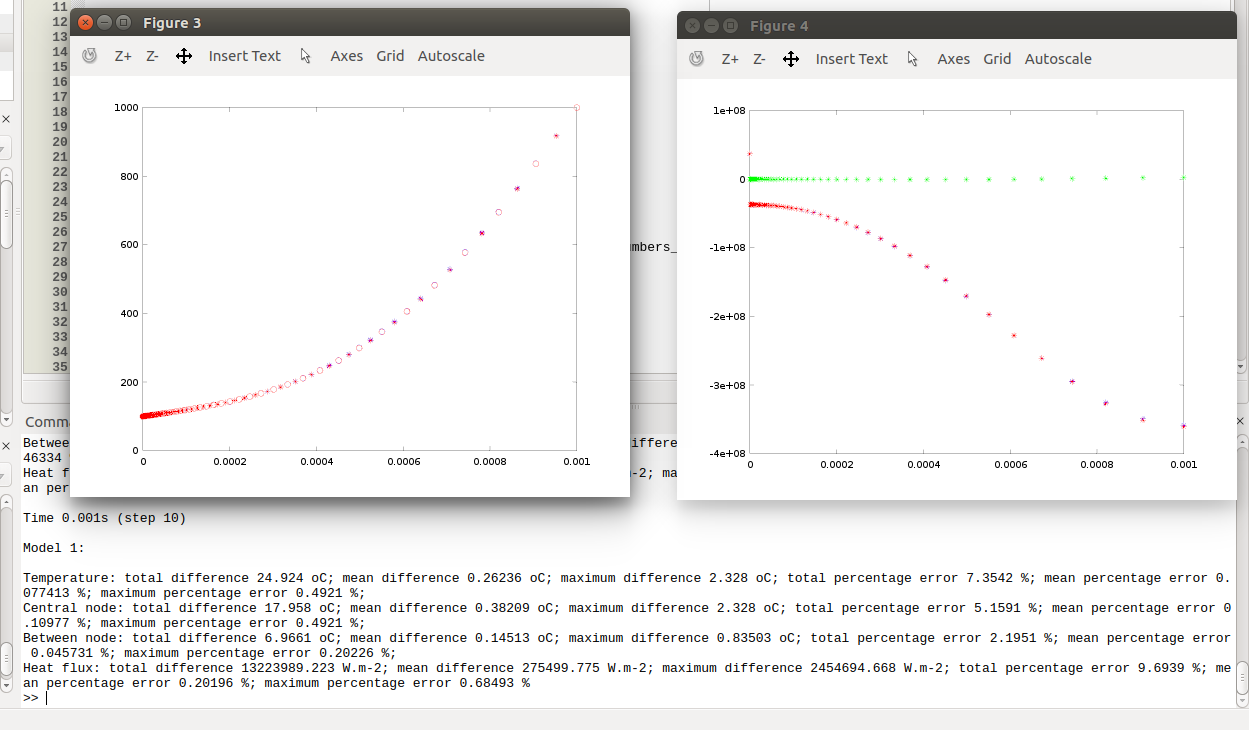 11
12
13
14
15
16
17
18
19
20
21
22
23
24
25
26
27
28
29
30
31
32
33
34
35
Figure 3
Z+ Z- Insert Text Axes Grid Autoscale
1000
800
600
400
200
0
0 0.0002 0.0004 0.0006 0.0008 0.001
Figure 4
Z+ Z- Insert Text Axes Grid Autoscale
1e+08
0
-1e+08
-2e+08
-3e+08
-4e+08
0 0.0002 0.0004 0.0006 0.0008 0.001
umbers_
Comma
Betwee ifferе
46334
Heat f -2; ma
an per
Time 0.001s (step 10)
Model 1:
Temperature: total difference 24.924 oC; mean difference 0.26236 oC; maximum difference 2.328 oC; total percentage error 7.3542 %; mean percentage error 0.
077413 %; maximum percentage error 0.4921 %;
Central node: total difference 17.958 oC; mean difference 0.38209 oC; maximum difference 2.328 oC; total percentage error 5.1591 %; mean percentage error 0
.10977 %; maximum percentage error 0.4921 %;
Between node: total difference 6.9661 oC; mean difference 0.14513 oC; maximum difference 0.83503 oC; total percentage error 2.1951 %; mean percentage error
0.045731 %; maximum percentage error 0.20226 %;
Heat flux: total difference 13223989.223 W.m-2; mean difference 275499.775 W.m-2; maximum difference 2454694.668 W.m-2; total percentage error 9.6939 %; me
an percentage error 0.20196 %; maximum percentage error 0.68493 %
>>